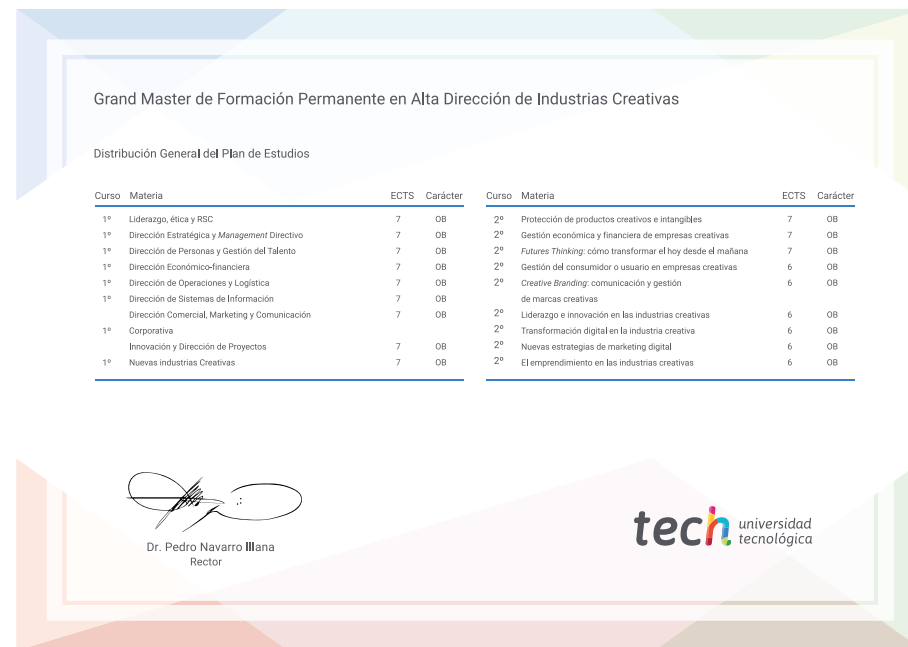 Grand Master de Formación Permanente en Alta Dirección de Industrias Creativas
Distribución General del Plan de Estudios
Curso Materia ECTS Carácter
1º Liderazgo, ética y RSC 7 OB
1º Dirección Estratégica y Management Directivo 7 OB
1º Dirección de Personas y Gestión del Talento 7 OB
1º Dirección Económico-financiera 7 OB
1º Dirección de Operaciones y Logística 7 OB
1º Dirección de Sistemas de Información 7 OB
Dirección Comercial, Marketing y Comunicación 7 OB
1º Corporativa
Innovación y Dirección de Proyectos 7 OB
1º Nuevas industrias Creativas 7 OB
Curso Materia ECTS Carácter
2º Protección de productos creativos e intangibles 7 OB
2º Gestión económica y financiera de empresas creativas 7 OB
2º Futures Thinking: cómo transformar el hoy desde el mañana 7 OB
2º Gestión del consumidor o usuario en empresas creativas 6 OB
2º Creative Branding: comunicación y gestión 6 OB
de marcas creativas
2º Liderazgo e innovación en las industrias creativas 6 OB
2º Transformación digital en la industria creativa 6 OB
2º Nuevas estrategias de marketing digital 6 OB
2º El emprendimiento en las industrias creativas 6 OB
Dr. Pedro Navarro Illana
Rector
tech universidad
tecnológica